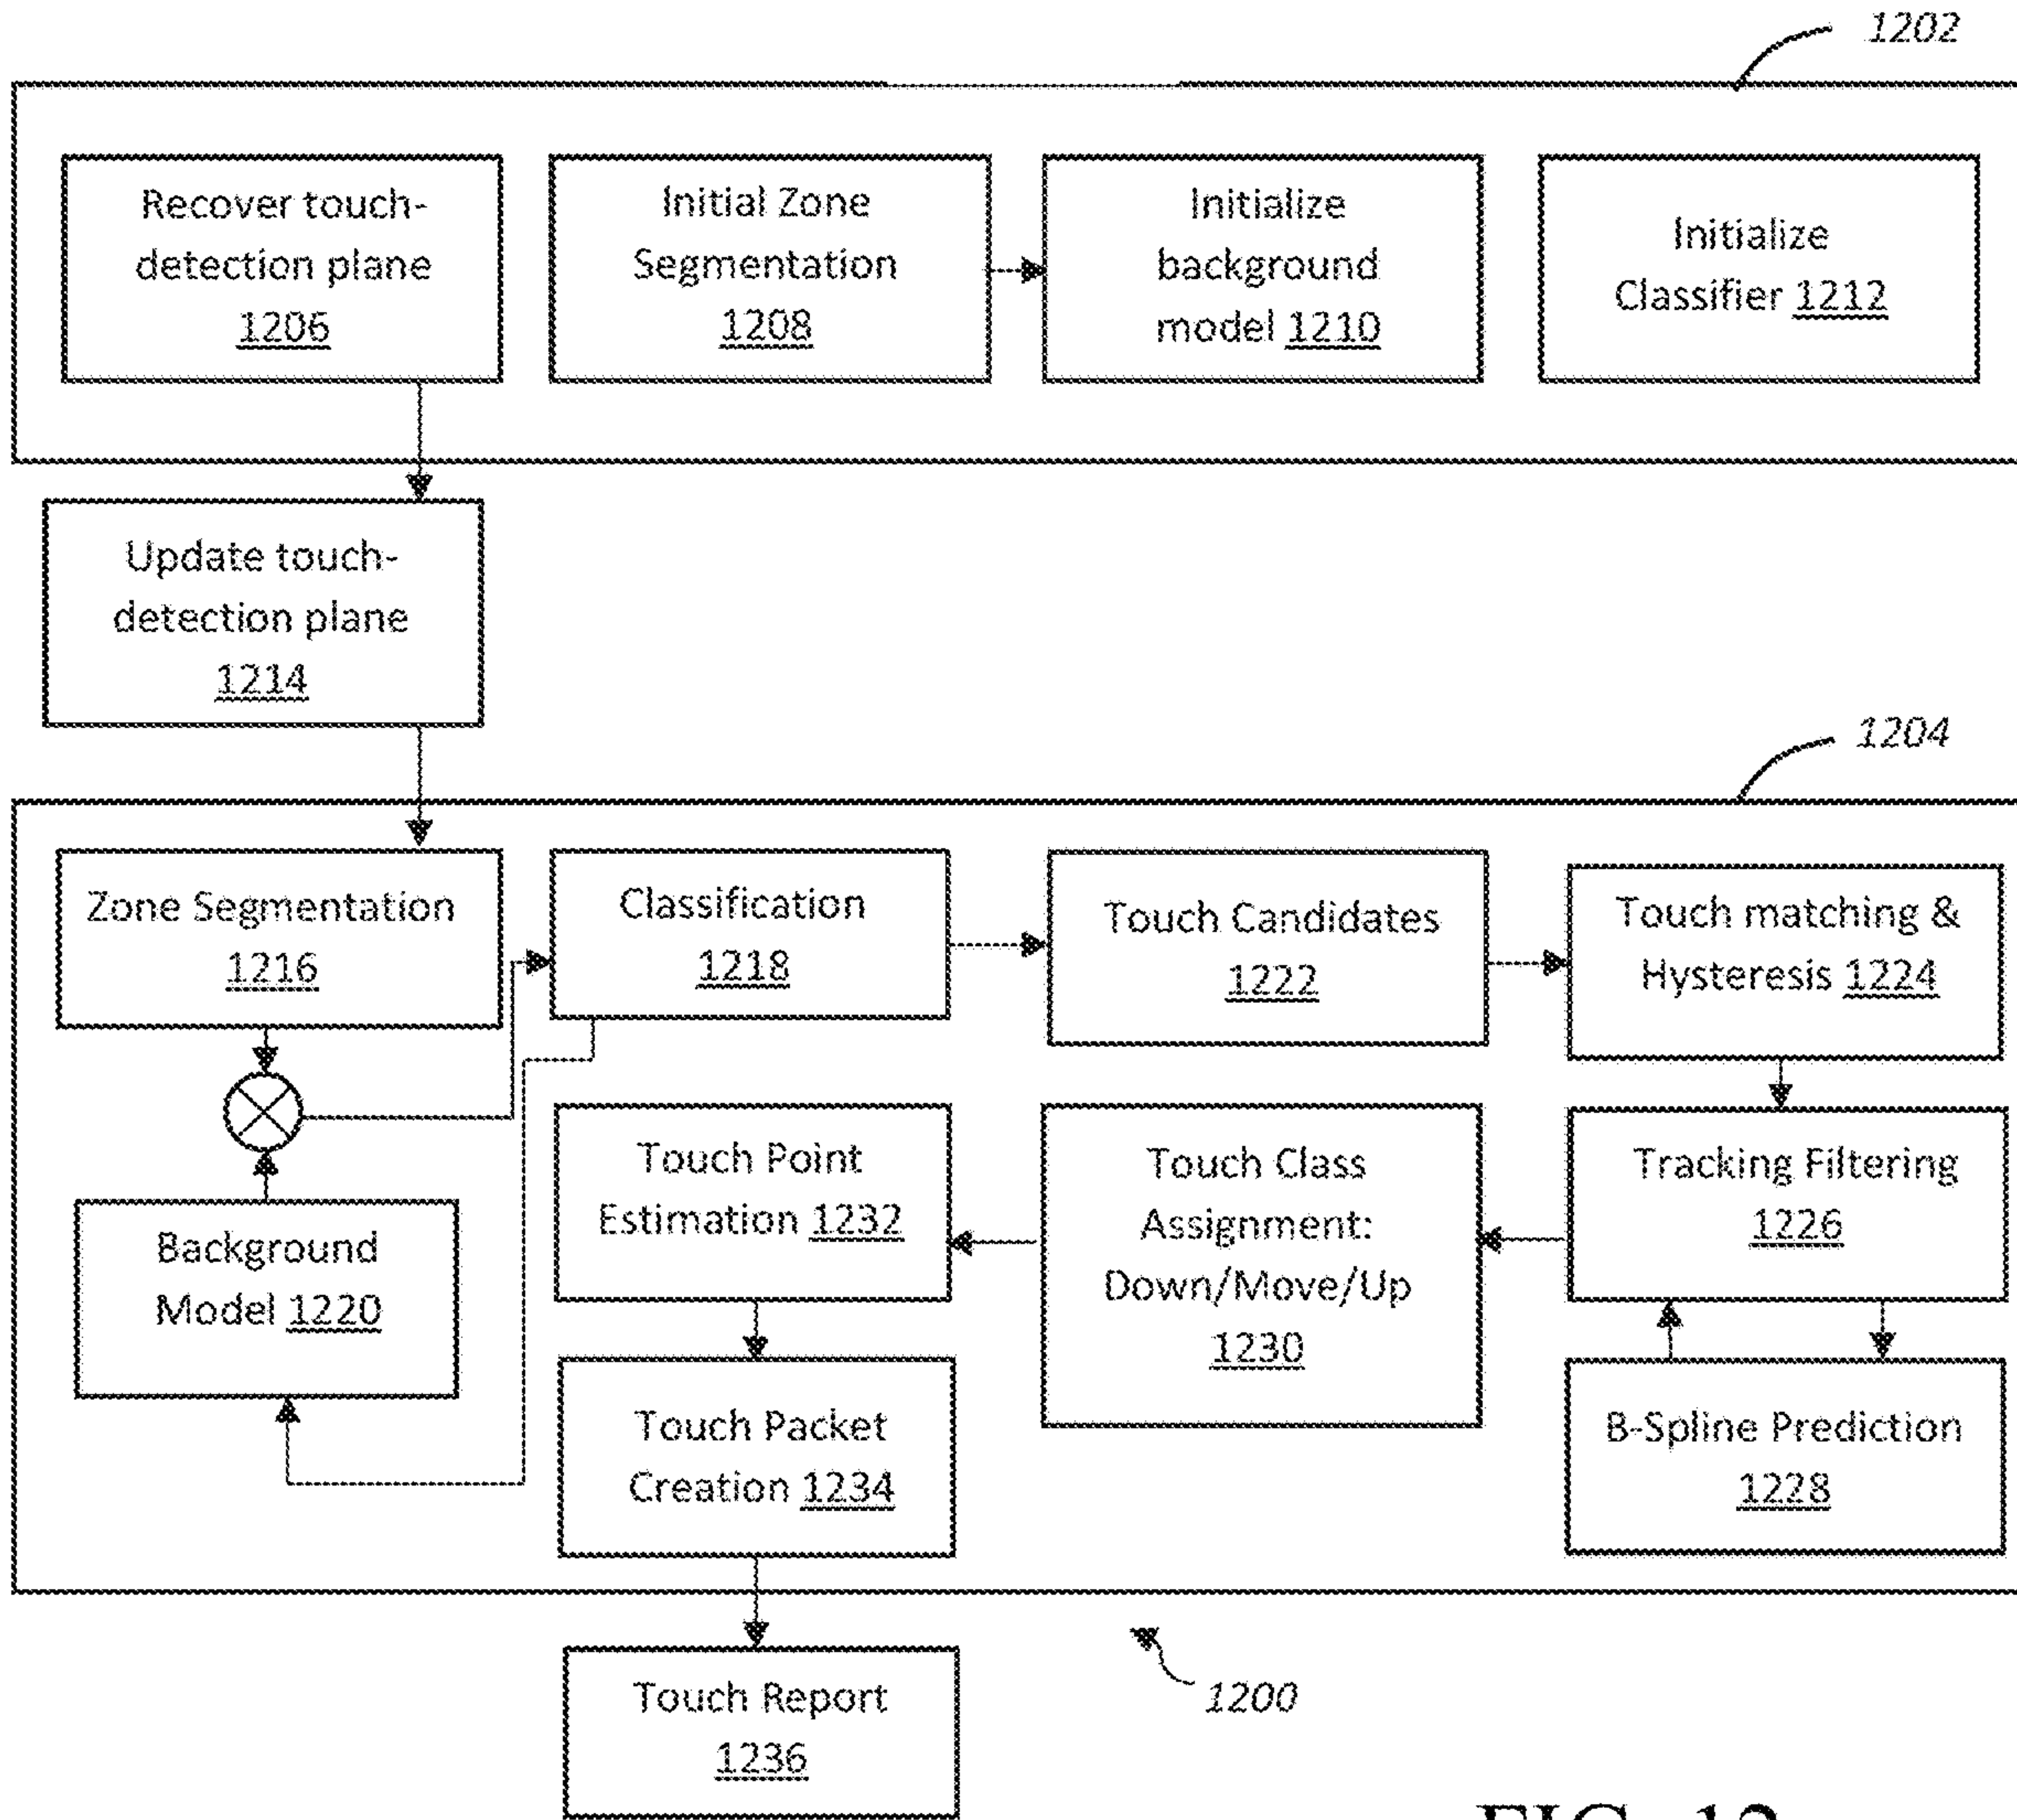 1202
Recover touch-
detection plane
1206
Initial Zone
Segmentation
1208
Initialize
background
model 1210
Initialize
Classifier 1212
Update touch-
detection plane
1214
1204
Zone Segmentation
1216
Classification
1218
Touch Candidates
1222
Touch matching &
Hysteresis 1224
Background
Model 1220
Touch Point
Estimation 1232
Touch Class
Assignment:
Down/Move/Up
1230
Tracking Filtering
1226
Touch Packet
Creation 1234
B-Spline Prediction
1228
Touch Report
1236
1200
FIG. 12